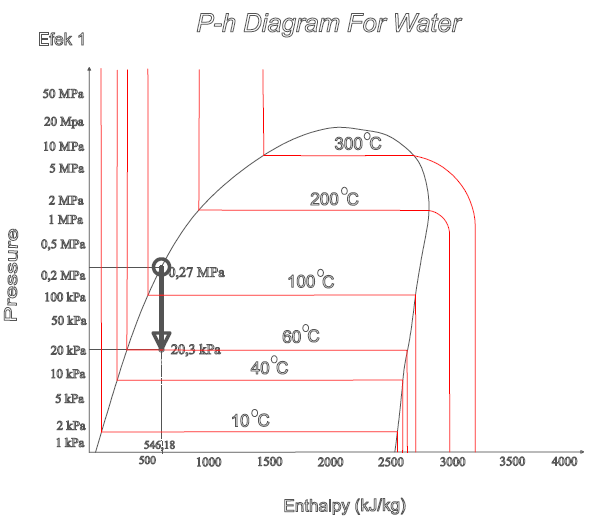 P-h Diagram For Water
Efek 1
50 MPa
20 Mpa
10 MPa
5 MPa
2 MPa
1 MPa
0,5 MPa
0,2 MPa
100 kPa
50 kPa
20 kPa
10 kPa
5 kPa
2 kPa
1 kPa
Pressure
300°C
200°C
0,27 MPa
100°C
60°C
20,3 kPa
40°C
10°C
546,18
500 1000 1500 2000 2500 3000 3500 4000
Enthalpy (kJ/kg)